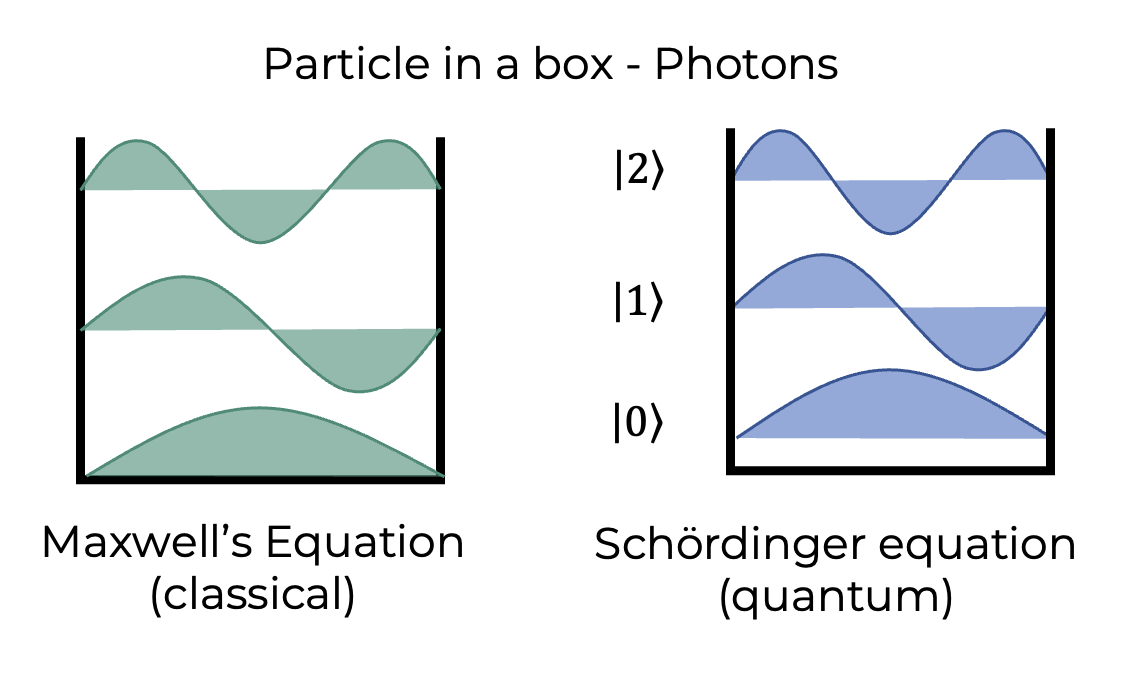 Particle in a box - Photons
|2⟩
|1⟩
|0⟩
Maxwell's Equation
(classical)
Schördinger equation
(quantum)